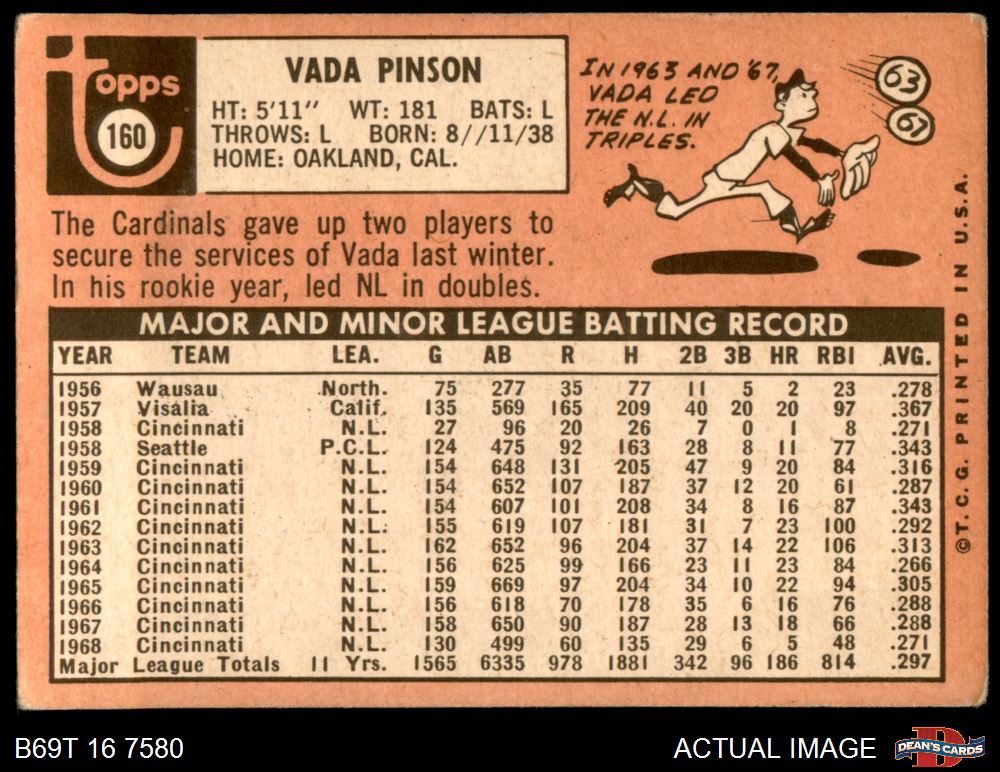 Topps
160
VADA PINSON
HT: 5'11" WT: 181 BATS: L
THROWS: L BORN: 8//11/38
HOME: OAKLAND, CAL.
IN 1963 AND '67,
VADA LED
THE N.L. IN
TRIPLES.
63
67
The Cardinals gave up two players to
secure the services of Vada last winter.
In his rookie year, led NL in doubles.
MAJOR AND MINOR LEAGUE BATTING RECORD
YEAR TEAM LEA. G AB R H 2B 3B HR RBI AVG.
1956 Wausau North. 75 277 35 77 11 5 2 23 .278
1957 Visalia Calif. 135 569 165 209 40 20 20 97 .367
1958 Cincinnati N.L. 27 96 20 26 7 0 1 8 .271
1958 Seattle P.C.L. 124 475 92 163 28 8 11 77 .343
1959 Cincinnati N.L. 154 648 131 205 47 9 20 84 .316
1960 Cincinnati N.L. 154 652 107 187 37 12 20 61 .287
1961 Cincinnati N.L. 154 607 101 208 34 8 16 87 .343
1962 Cincinnati N.L. 155 619 107 181 31 7 23 100 .292
1963 Cincinnati N.L. 162 652 96 204 37 14 22 106 .313
1964 Cincinnati N.L. 156 625 99 166 23 11 23 84 .266
1965 Cincinnati N.L. 159 669 97 204 34 10 22 94 .305
1966 Cincinnati N.L. 156 618 70 178 35 6 16 76 .288
1967 Cincinnati N.L. 158 650 90 187 28 13 18 66 .288
1968 Cincinnati N.L. 130 499 60 135 29 6 5 48 .271
Major League Totals 11 Yrs. 1565 6335 978 1881 342 96 186 814 .297
©T.C.G. PRINTED IN U.S.A.
B69T 16 7580
ACTUAL IMAGE
DEAN'S CARDS